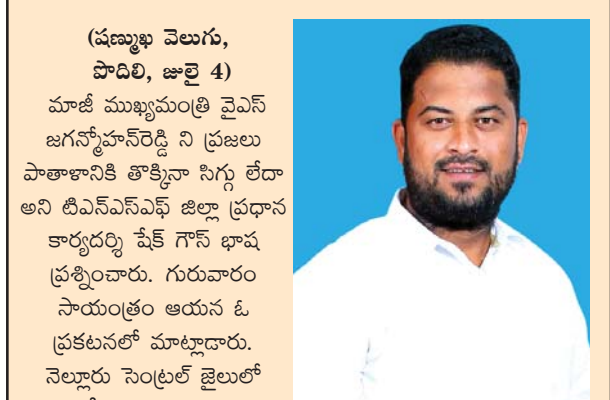 (షణ్ముఖ వెలుగు,
పొదిలి, జులై 4)
మాజీ ముఖ్యమంత్రి వైఎస్
జగన్మోహన్‌రెడ్డి ని ప్రజలు
పాతాళానికి తొక్కినా సిగ్గు లేదా
అని టిఎన్ఎస్ఎఫ్ జిల్లా ప్రధాన
కార్యదర్శి షేక్ గౌస్ భాష
ప్రశ్నించారు. గురువారం
సాయంత్రం ఆయన ఓ
ప్రకటనలో మాట్లాడారు.
నెల్లూరు సెంట్రల్ జైలులో